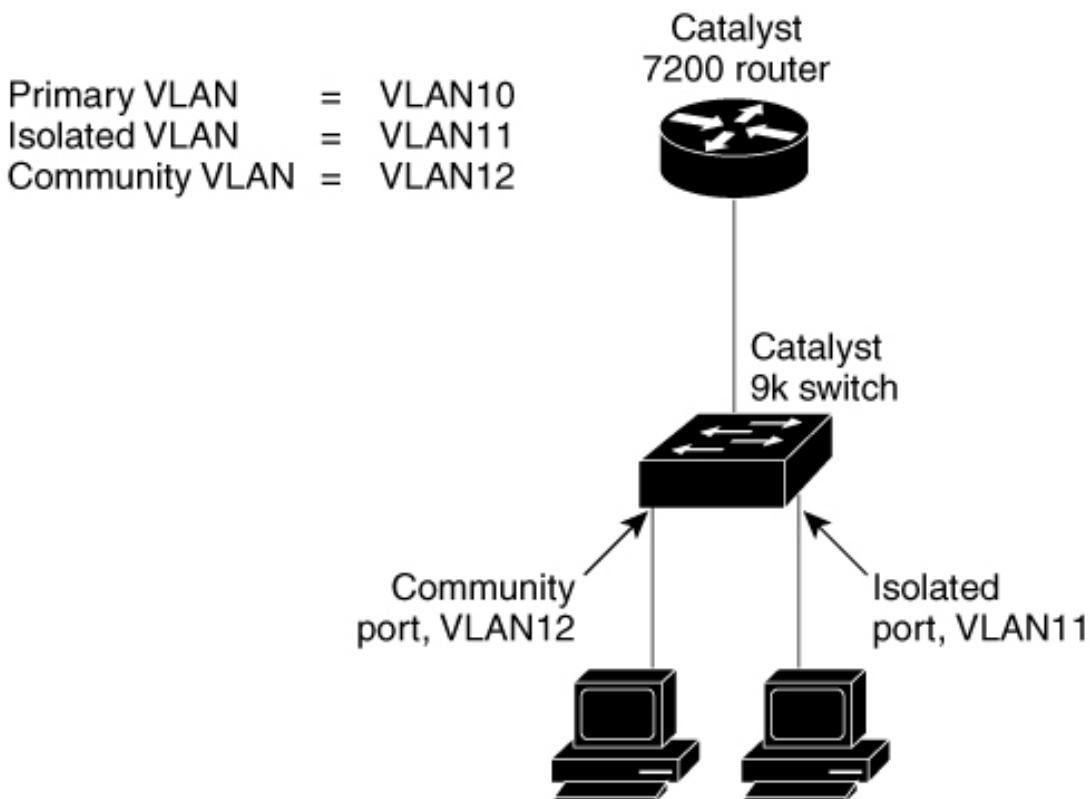 Catalyst
7200 router
Primary VLAN = VLAN10
Isolated VLAN = VLAN11
Community VLAN = VLAN12
Catalyst
9k switch
Community
port, VLAN12
Isolated
port, VLAN11